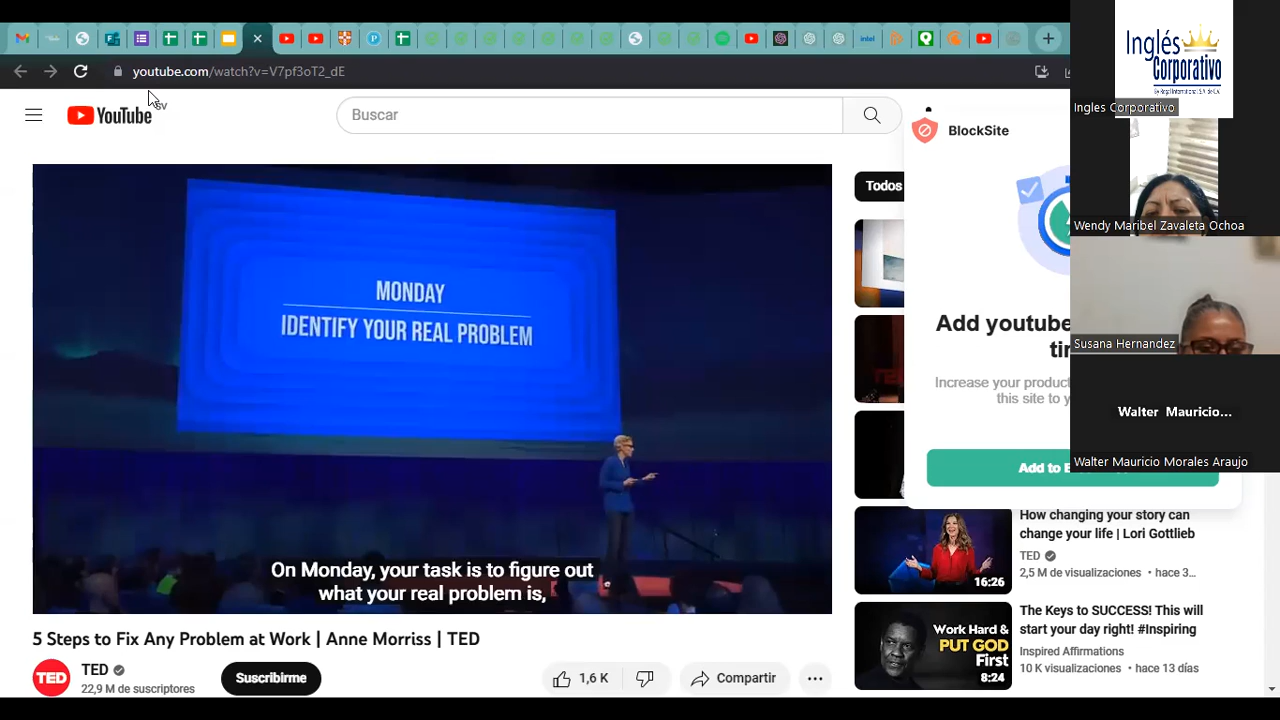 youtube.com/watch?v=V7pf3oT2_dE
YouTube SV
Buscar
BlockSite
Todos
MONDAY
IDENTIFY YOUR REAL PROBLEM
On Monday, your task is to figure out
what your real problem is,
Add youtube
Increase your
this site to
Add to
5 Steps to Fix Any Problem at Work | Anne Morriss | TED
TED
TED
22,9 M de suscriptores
Suscribirme
1,6 K
Compartir
How changing your story can
change your life | Lori Gottlieb
TED
2,5 M de visualizaciones • hace 3...
16:26
The Keys to SUCCESS! This will
start your day right! #Inspiring
Inspired Affirmations
10 K visualizaciones • hace 13 días
Work Hard &
PUT GOD
First
8:24
Inglés
Corporativo
Ingles Corporativo
Wendy Maribel Zavaleta Ochoa
Susana Hernandez
Walter Mauricio...
Walter Mauricio Morales Araujo
intel